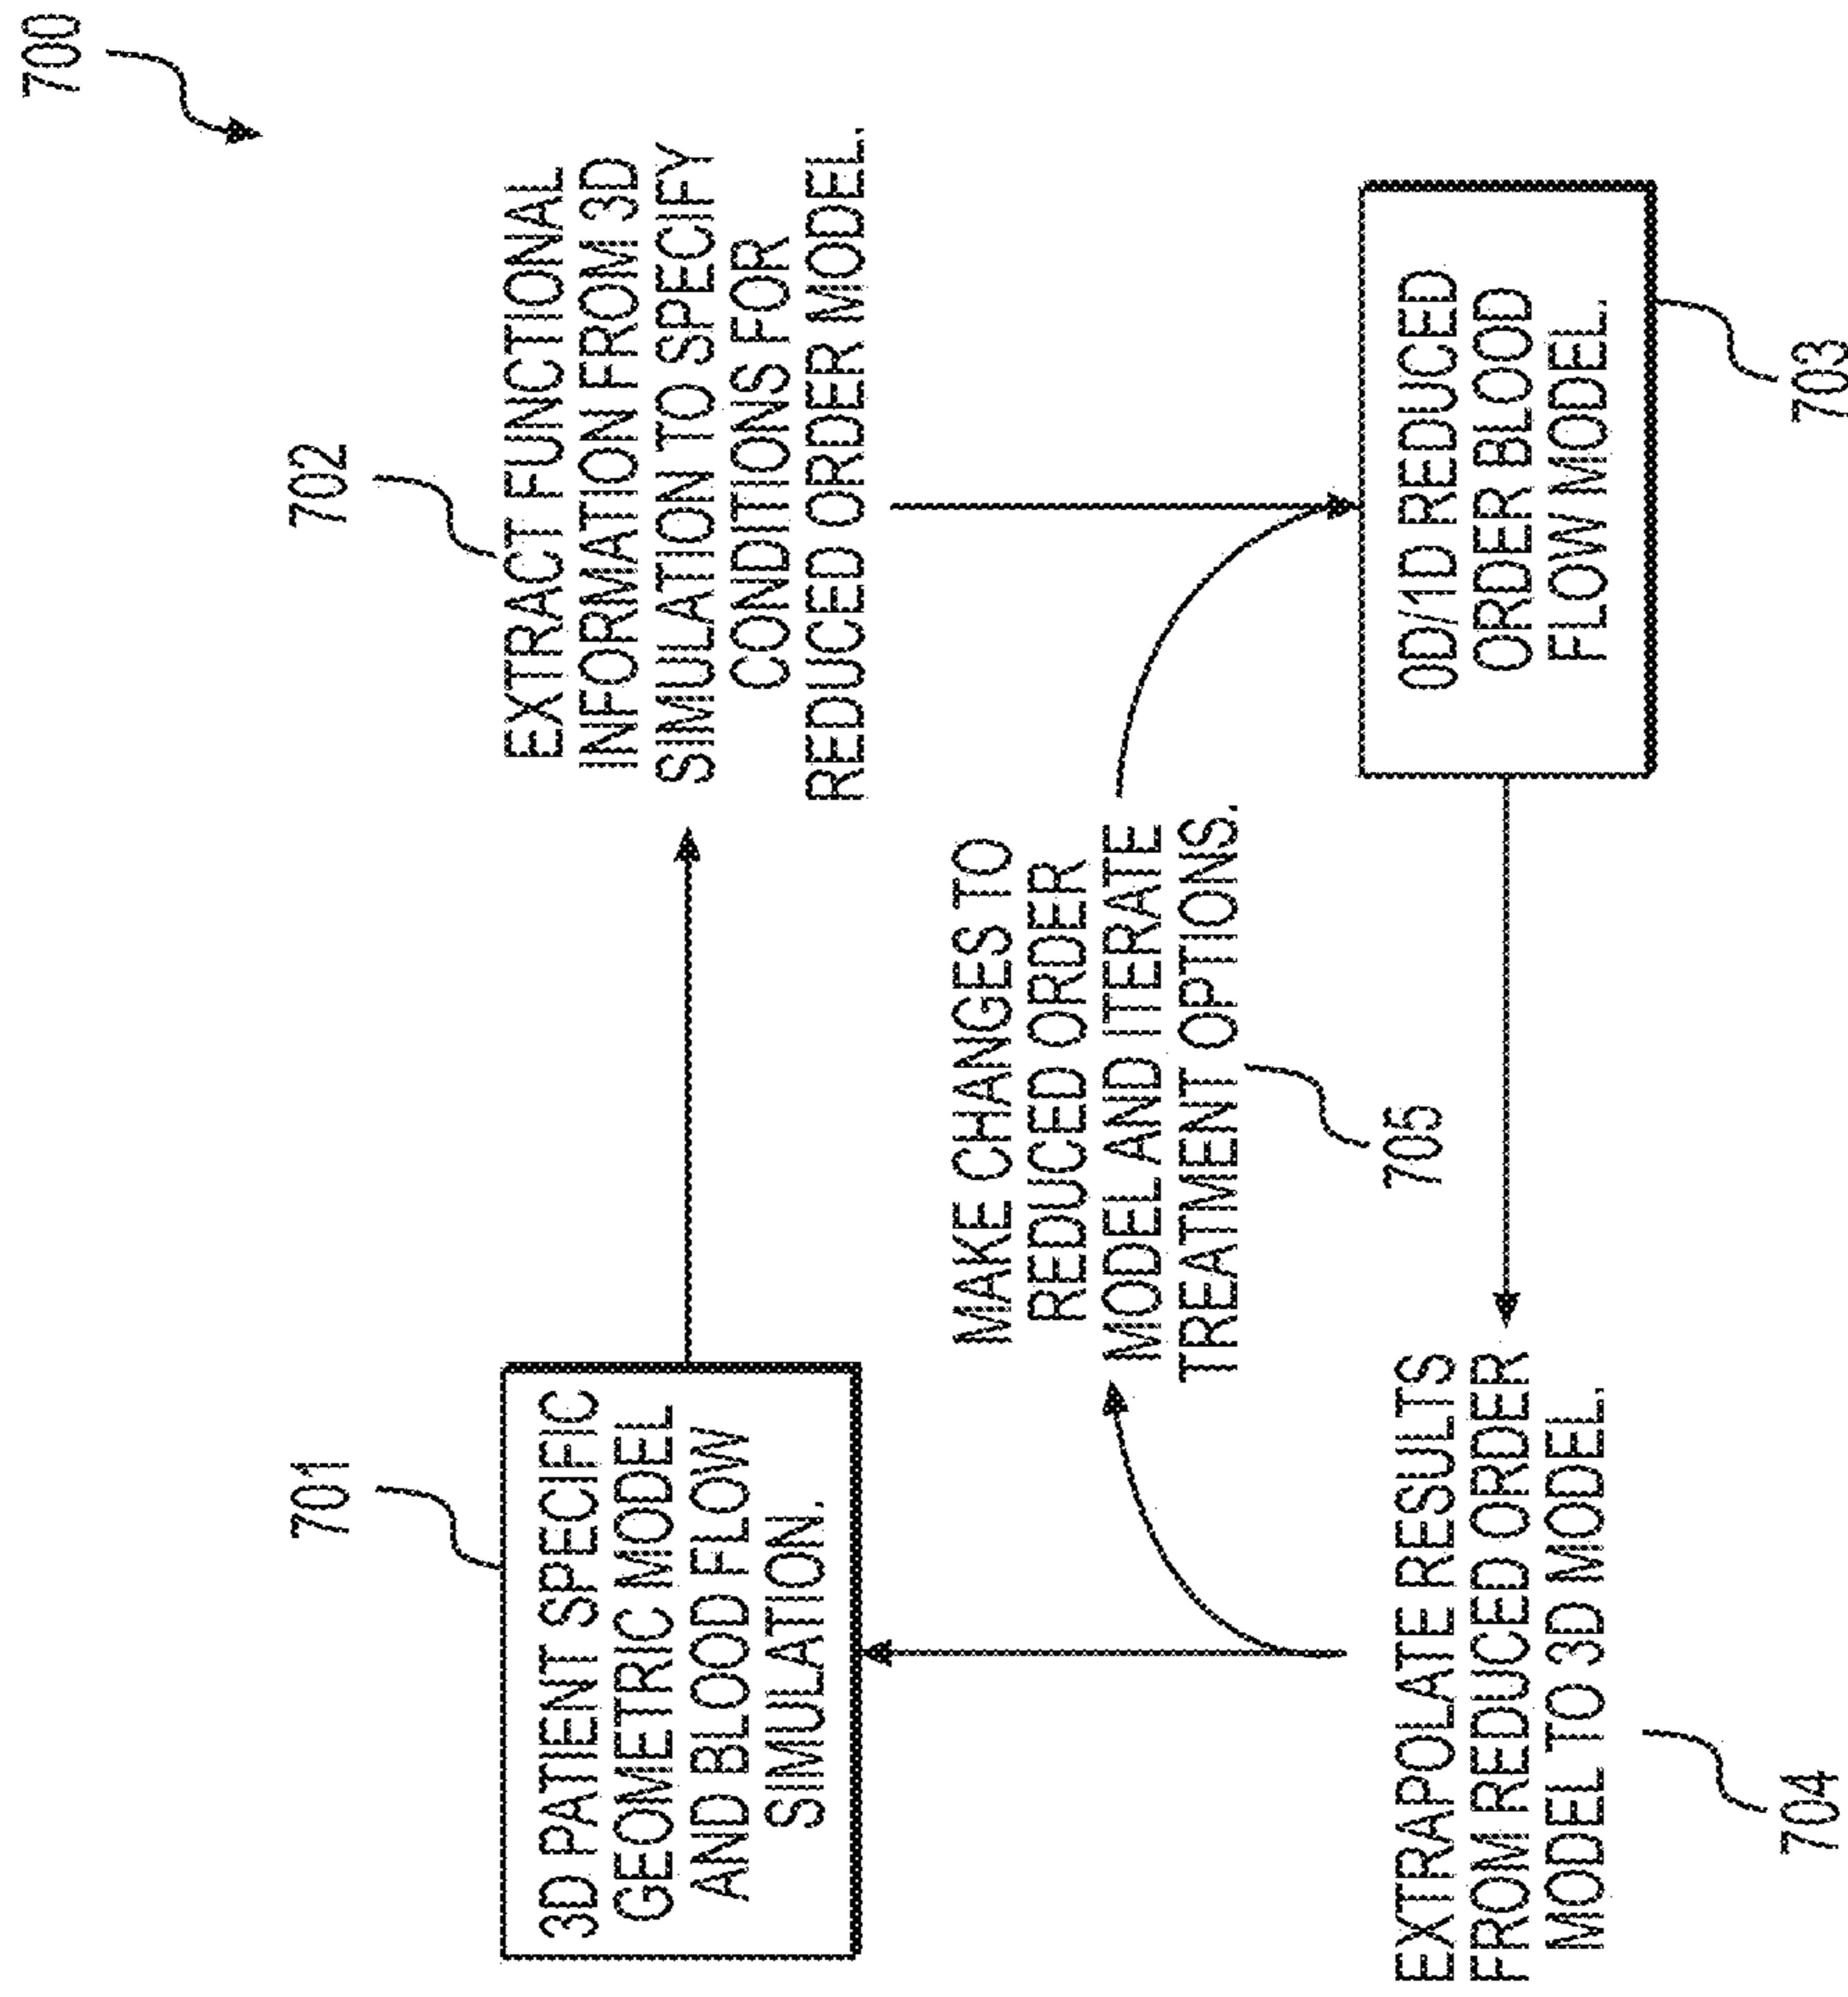 700
701
3D PATIENT SPECIFIC
GEOMETRIC MODEL
AND BLOOD FLOW
SIMULATION.
702
EXTRACT FUNCTIONAL
INFORMATION FROM 3D
SIMULATION TO SPECIFY
CONDITIONS FOR
REDUCED ORDER MODEL.
MAKE CHANGES TO
REDUCED ORDER
MODEL AND ITERATE
TREATMENT OPTIONS.
705
EXTRAPOLATE RESULTS
FROM REDUCED ORDER
MODEL TO 3D MODEL.
704
0D/1D REDUCED
ORDER BLOOD
FLOW MODEL.
703